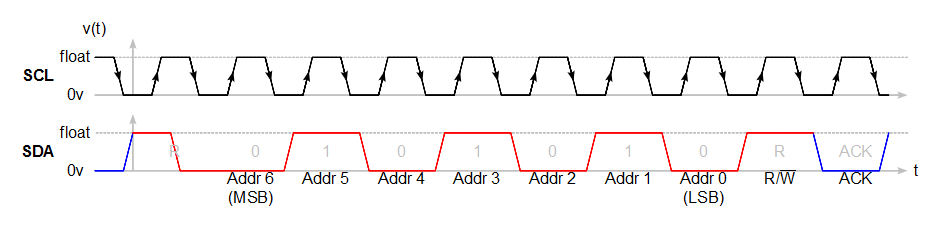 v(t)
float
SCL
0v
float
SDA R 0 1 0 1 0 1 0 R ACK
0v t
Addr 6 Addr 5 Addr 4 Addr 3 Addr 2 Addr 1 Addr 0 R/W̅ ACK
(MSB) (LSB)